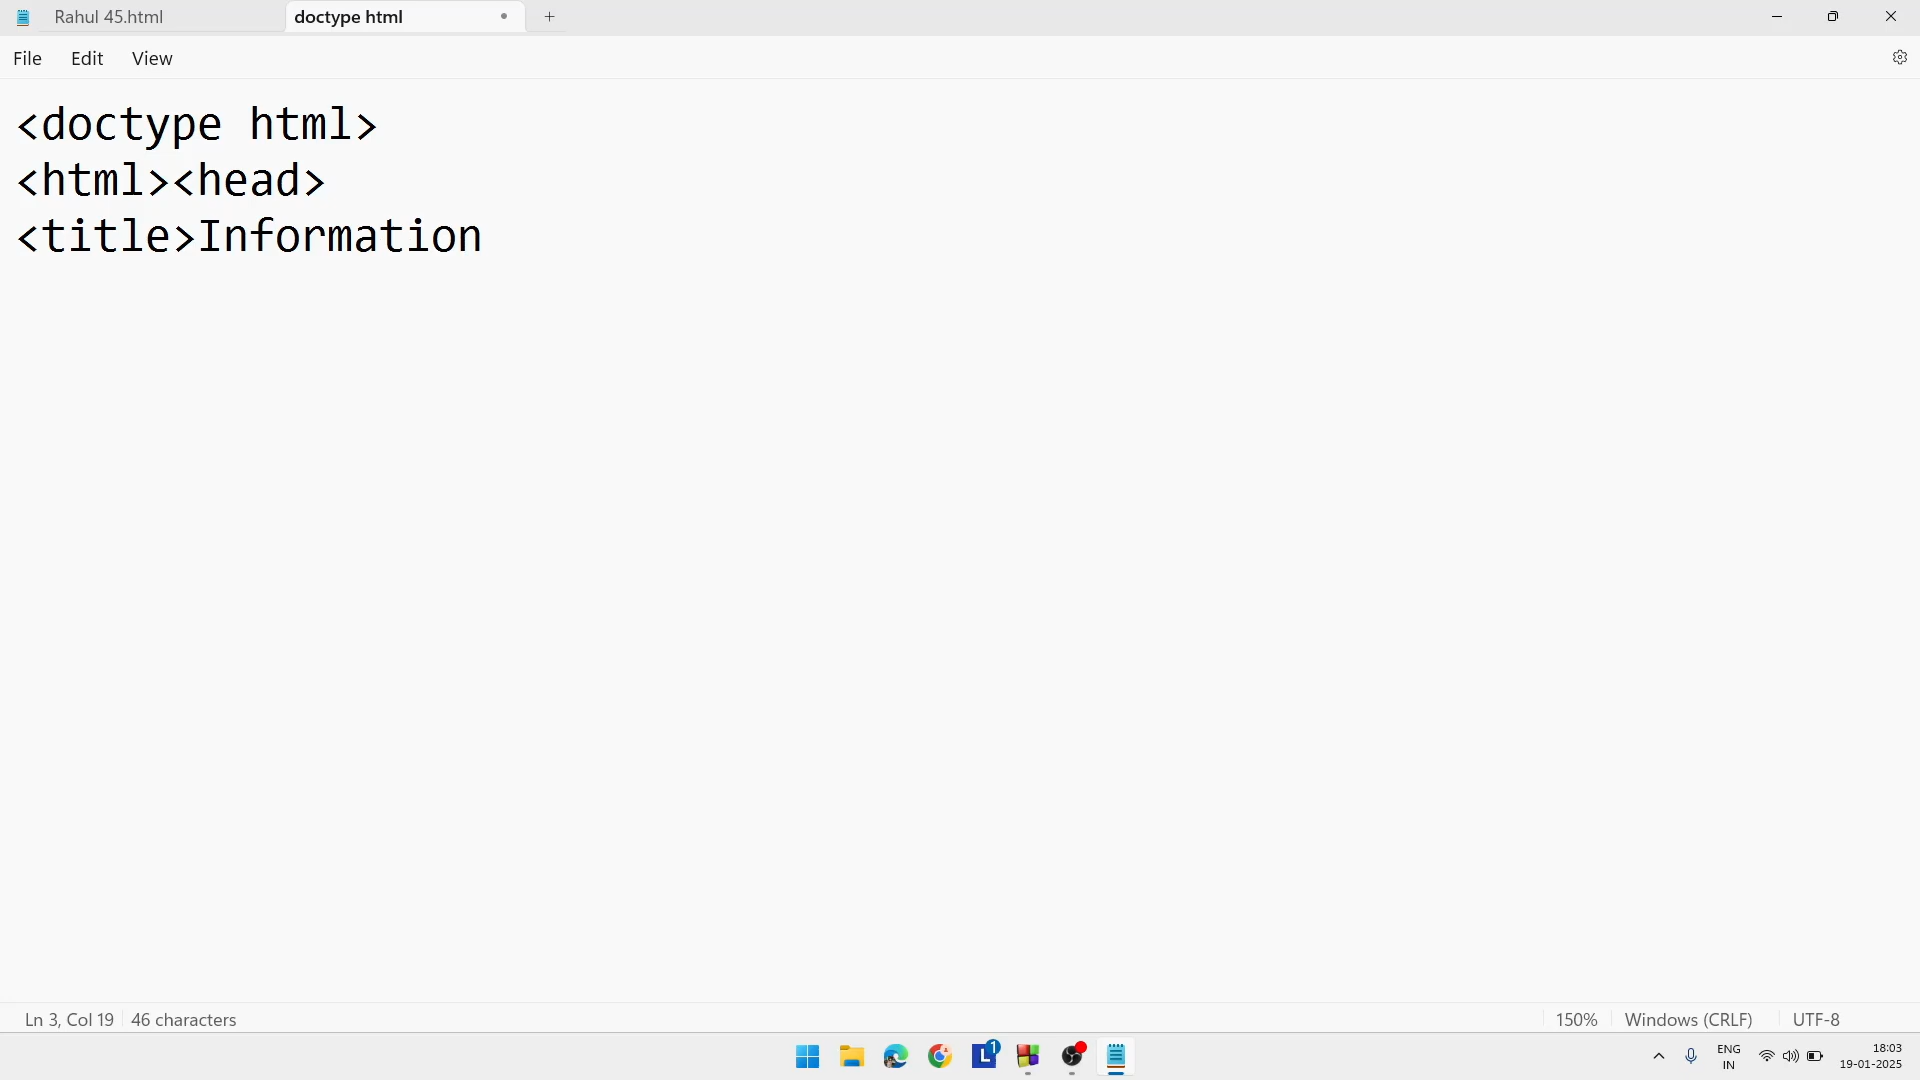 Rahul 45.html
doctype html
File Edit View
<doctype html>
<html><head>
<title>Information
Ln 3, Col 19 46 characters 150% Windows (CRLF) UTF-8
L 1
ENG
IN
18:03
19-01-2025